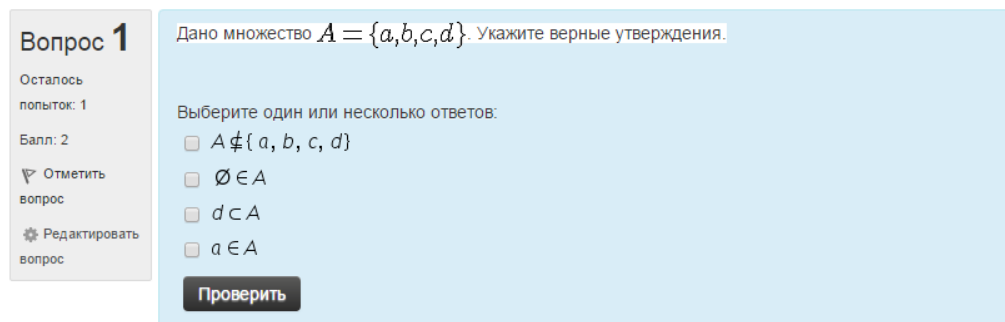 Вопрос 1
Осталось
попыток: 1
Балл: 2
Отметить
вопрос
Редактировать
вопрос
Дано множество A = {a,b,c,d}. Укажите верные утверждения.
Выберите один или несколько ответов:
A ∉ { a, b, c, d}
Ø ∈ A
d ⊂ A
a ∈ A
Проверить